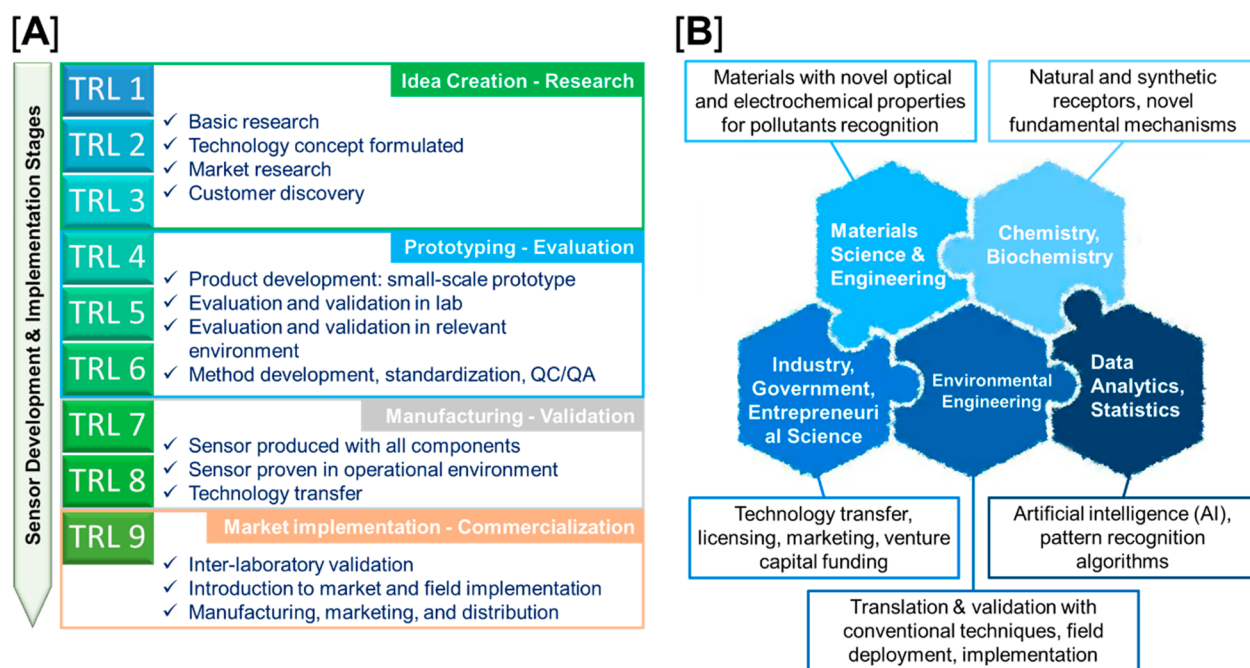 [A]
Sensor Development & Implementation Stages
TRL 1
TRL 2
TRL 3
Idea Creation - Research
✓ Basic research
✓ Technology concept formulated
✓ Market research
✓ Customer discovery
TRL 4
TRL 5
TRL 6
Prototyping - Evaluation
✓ Product development: small-scale prototype
✓ Evaluation and validation in lab
✓ Evaluation and validation in relevant
environment
✓ Method development, standardization, QC/QA
TRL 7
TRL 8
Manufacturing - Validation
✓ Sensor produced with all components
✓ Sensor proven in operational environment
✓ Technology transfer
TRL 9
Market implementation - Commercialization
✓ Inter-laboratory validation
✓ Introduction to market and field implementation
✓ Manufacturing, marketing, and distribution
[B]
Materials with novel optical
and electrochemical properties
for pollutants recognition
Natural and synthetic
receptors, novel
fundamental mechanisms
Materials
Science &
Engineering
Chemistry,
Biochemistry
Industry,
Government,
Entrepreneuri
al Science
Environmental
Engineering
Data
Analytics,
Statistics
Technology transfer,
licensing, marketing, venture
capital funding
Artificial intelligence (AI),
pattern recognition
algorithms
Translation & validation with
conventional techniques, field
deployment, implementation